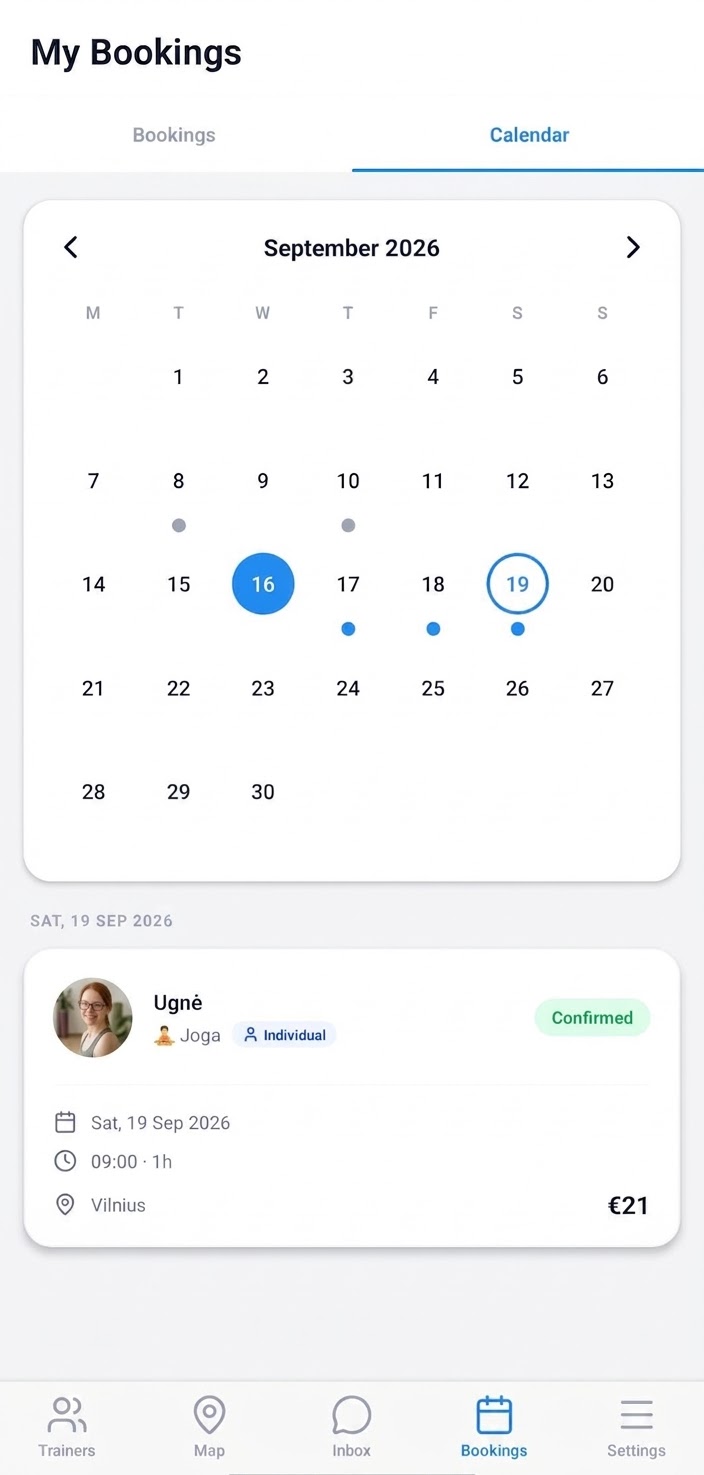 My Bookings
Bookings Calendar
September 2026
M T W T F S S
1 2 3 4 5 6
7 8 9 10 11 12 13
14 15 16 17 18 19 20
21 22 23 24 25 26 27
28 29 30
SAT, 19 SEP 2026
Ugnė
Joga Individual
Confirmed
Sat, 19 Sep 2026
09:00 · 1h
Vilnius
€21
Trainers Map Inbox Bookings Settings